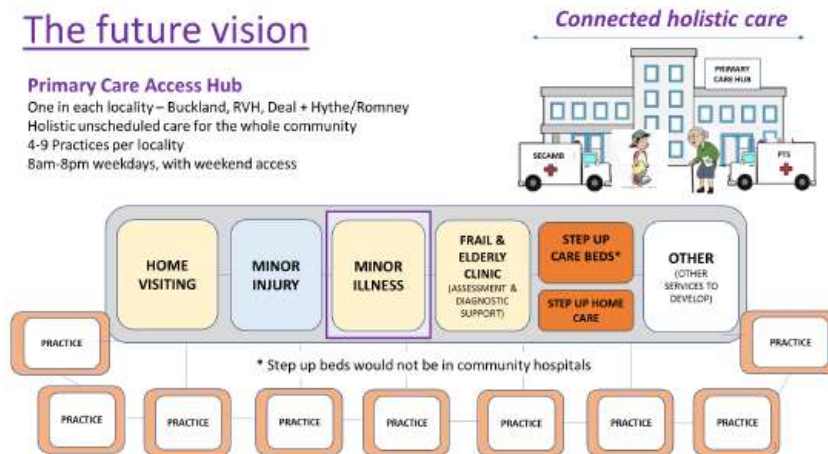 The future vision
Connected holistic care
Primary Care Access Hub
One in each locality – Buckland, RVH, Deal + Hythe/Romney
Holistic unscheduled care for the whole community
4-9 Practices per locality
8am-8pm weekdays, with weekend access
PRIMARY
CARE HUB
SECAMB
PTS
HOME
VISITING
MINOR
INJURY
MINOR
ILLNESS
FRAIL &
ELDERLY
CLINIC
(ASSESSMENT &
DIAGNOSTIC
SUPPORT)
STEP UP
CARE BEDS*
STEP UP HOME
CARE
OTHER
(OTHER
SERVICES TO
DEVELOP)
PRACTICE
PRACTICE
* Step up beds would not be in community hospitals
PRACTICE
PRACTICE
PRACTICE
PRACTICE
PRACTICE
PRACTICE
PRACTICE